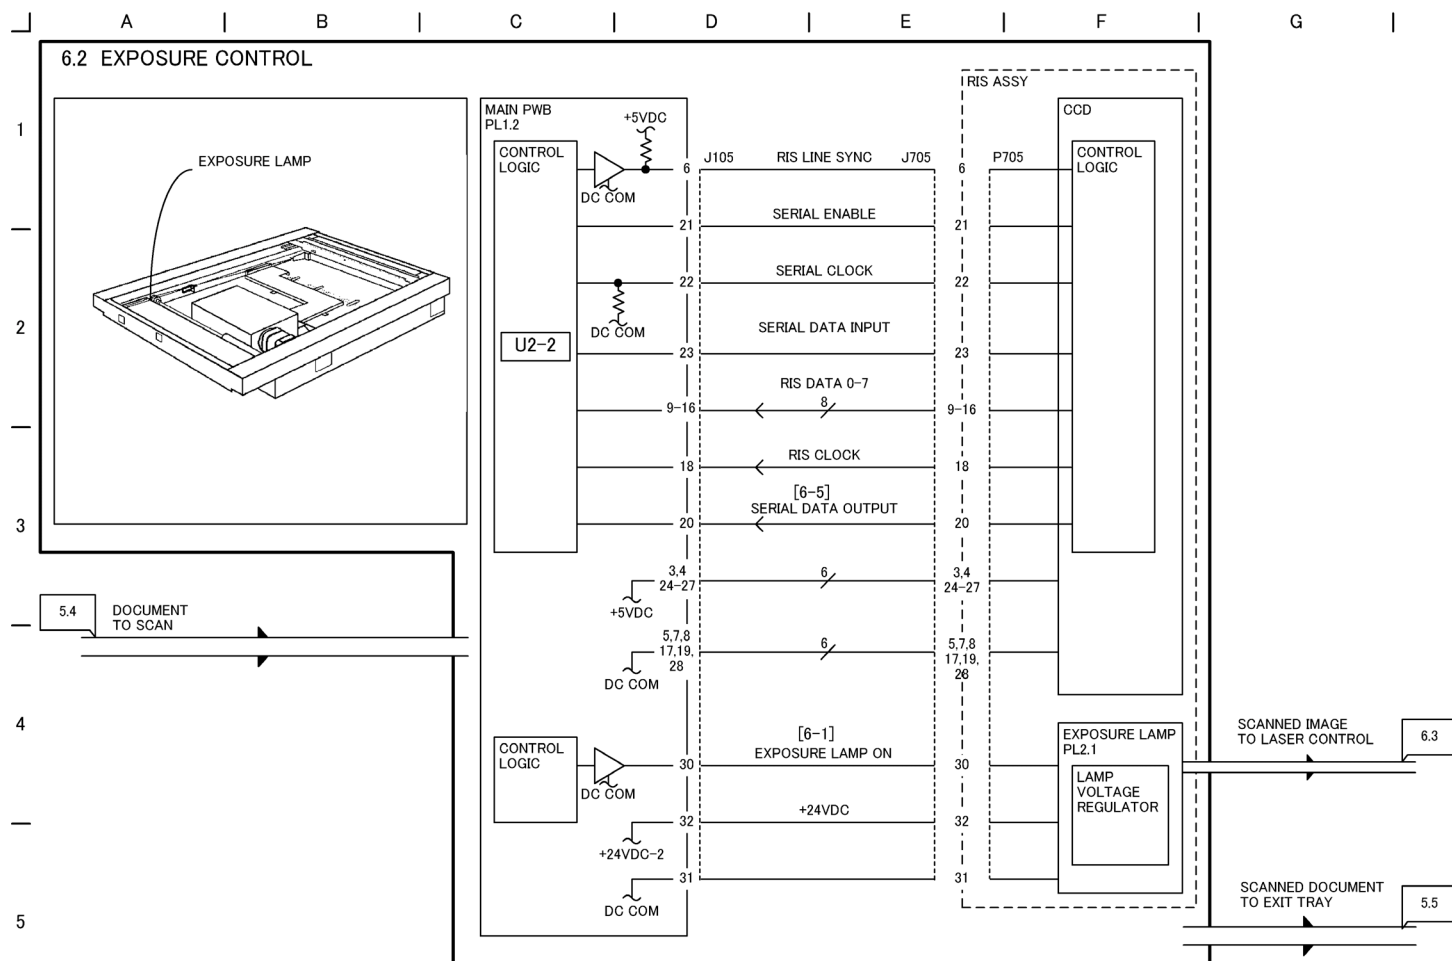 A B C D E F G
6.2 EXPOSURE CONTROL
RIS ASSY
1
EXPOSURE LAMP
MAIN PWB
PL1.2
+5VDC
CONTROL
LOGIC
DC COM
6 J105 RIS LINE SYNC J705 6 P705
CCD
CONTROL
LOGIC
21 SERIAL ENABLE 21
22 SERIAL CLOCK 22
2
DC COM
U2-2
23 SERIAL DATA INPUT 23
RIS DATA 0-7
9-16 8 9-16
18 RIS CLOCK 18
[6-5]
3
20 SERIAL DATA OUTPUT 20
3,4 6 3,4
24-27 24-27
+5VDC
5.4 DOCUMENT
TO SCAN
5,7,8 6 5,7,8
17,19, 17,19,
28 28
DC COM
4
[6-1]
CONTROL
LOGIC
DC COM
30 EXPOSURE LAMP ON 30
EXPOSURE LAMP
PL2.1
LAMP
VOLTAGE
REGULATOR
SCANNED IMAGE
TO LASER CONTROL 6.3
32 +24VDC 32
+24VDC-2
31 31
DC COM
5
SCANNED DOCUMENT
TO EXIT TRAY 5.5